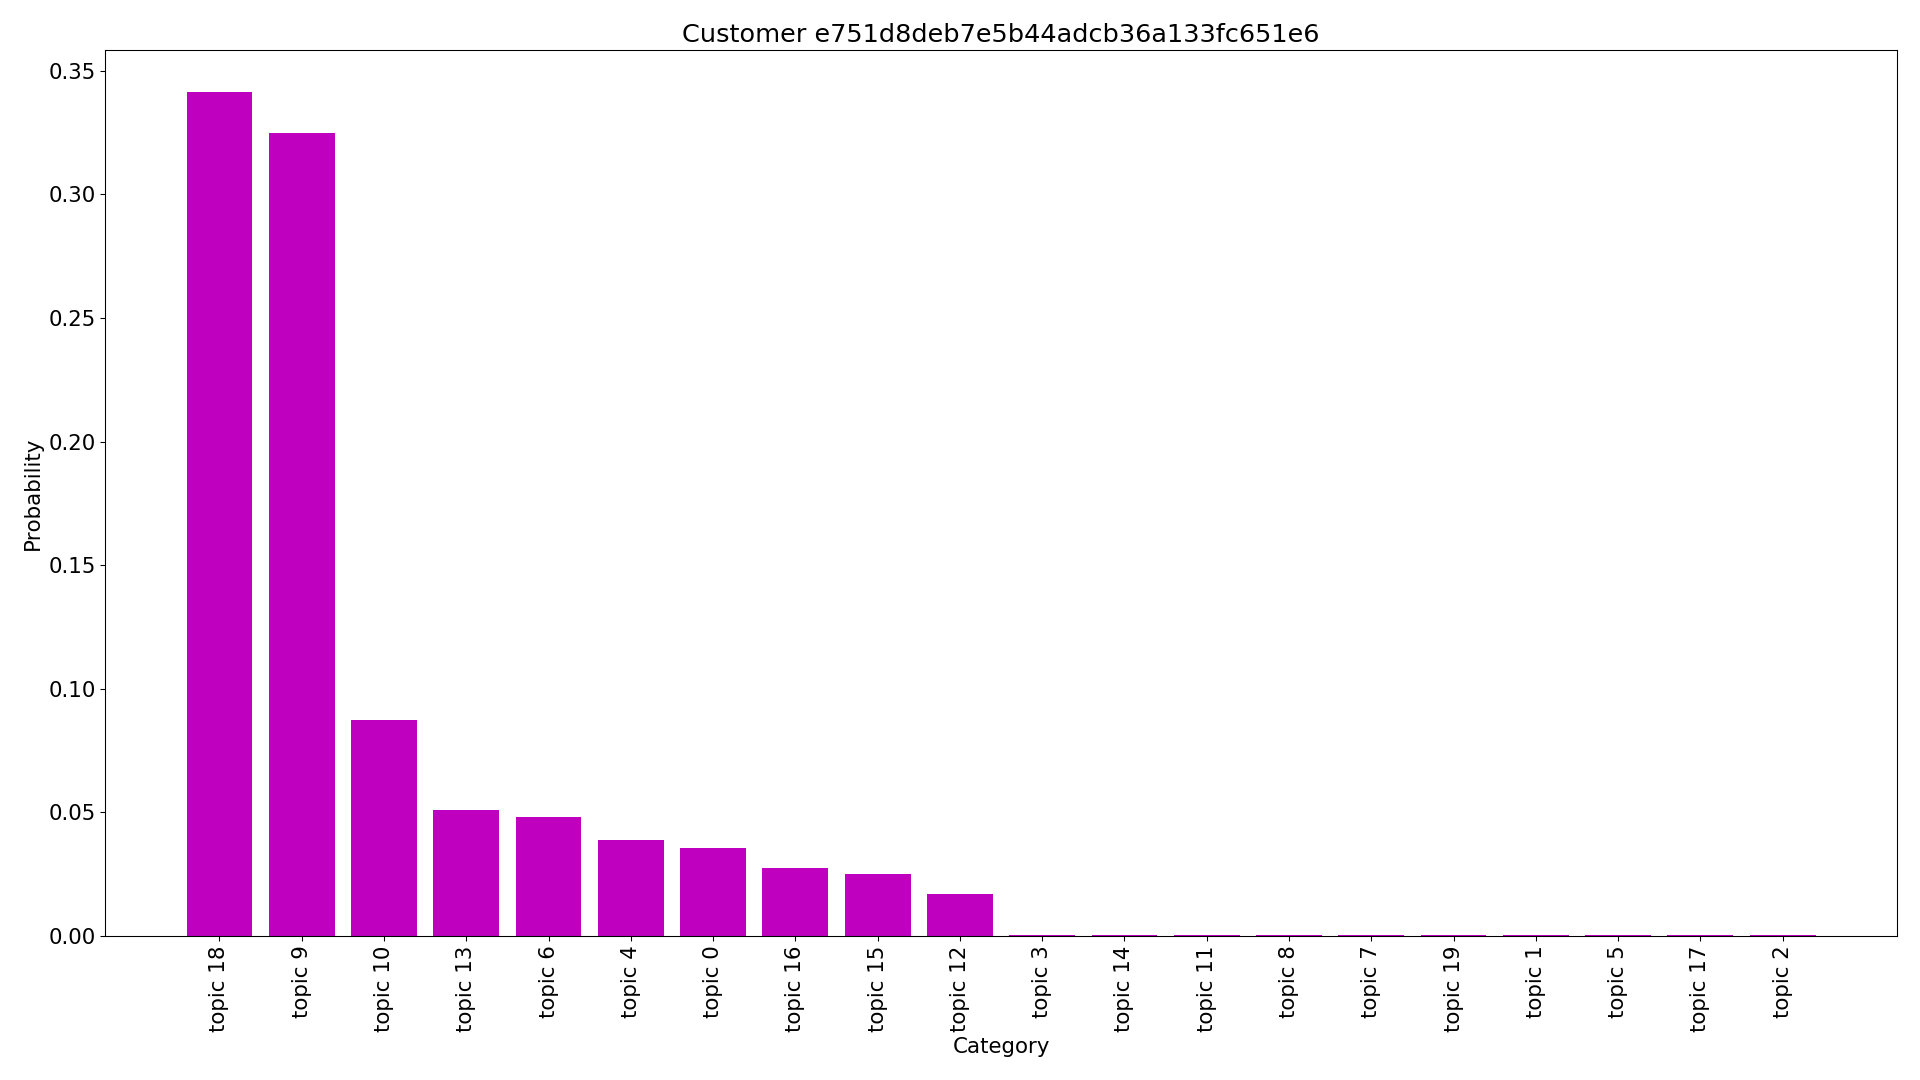 Customer e751d8deb7e5b44adcb36a133fc651e6
0.35
0.30
0.25
0.20
0.15
0.10
0.05
0.00
Probability
topic 18
topic 9
topic 10
topic 13
topic 6
topic 4
topic 0
topic 16
topic 15
topic 12
topic 3
topic 14
topic 11
topic 8
topic 7
topic 19
topic 1
topic 5
topic 17
topic 2
Category